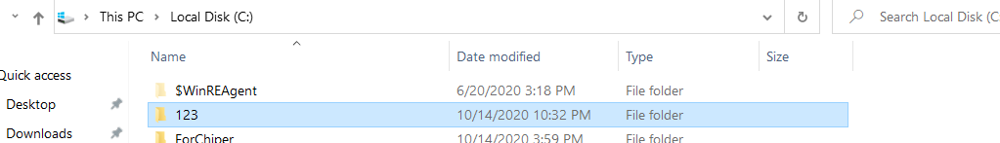 This PC > Local Disk (C:) Search Local Disk (C
Name Date modified Type Size
Quick access
$WinREAgent 6/20/2020 3:18 PM File folder
Desktop
123 10/14/2020 10:32 PM File folder
Downloads
ForChiper 10/14/2020 3:59 PM File folder